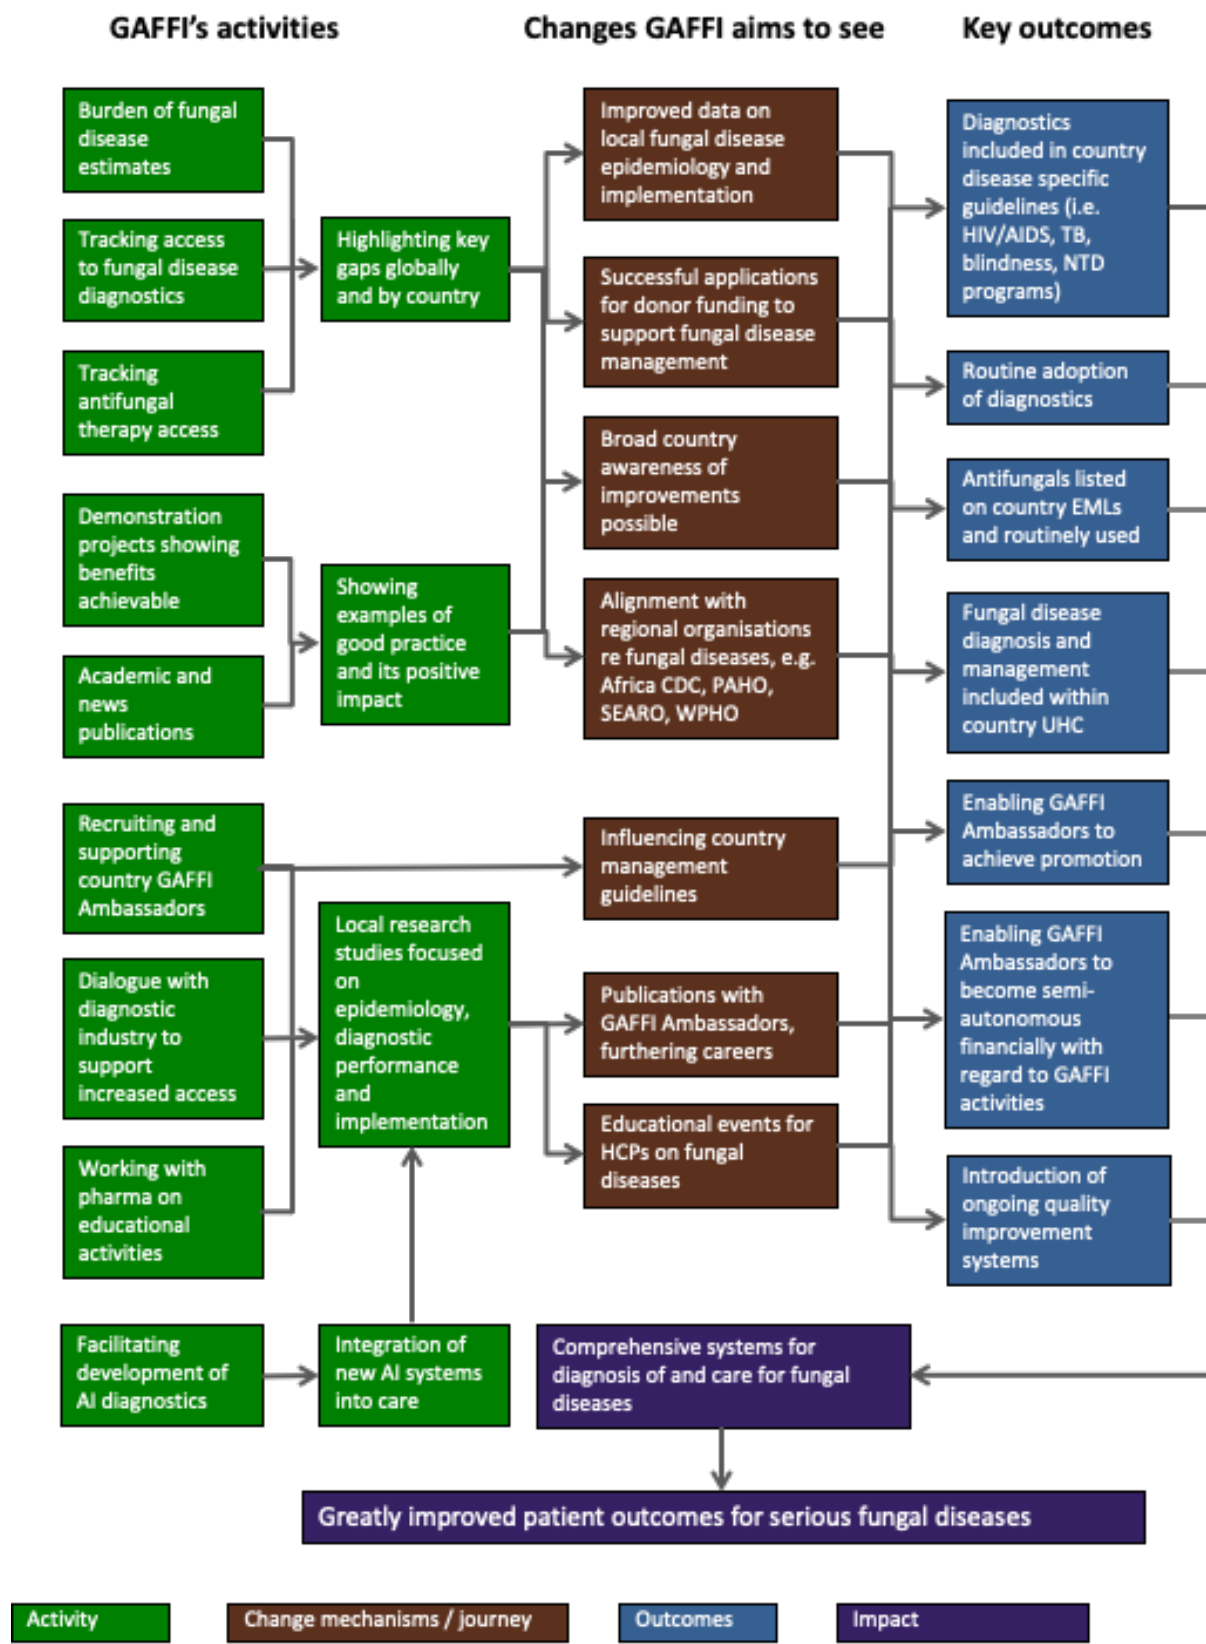 GAFFI's activities
Changes GAFFI aims to see
Key outcomes
Burden of fungal
disease
estimates
Tracking access
to fungal disease
diagnostics
Tracking
antifungal
therapy access
Demonstration
projects showing
benefits
achievable
Academic and
news
publications
Recruiting and
supporting
country GAFFI
Ambassadors
Dialogue with
diagnostic
industry to
support
increased access
Working with
pharma on
educational
activities
Facilitating
development of
AI diagnostics
Highlighting key
gaps globally
and by country
Showing
examples of
good practice
and its positive
impact
Local research
studies focused
on
epidemiology,
diagnostic
performance
and
implementation
Integration of
new AI systems
into care
Improved data on
local fungal disease
epidemiology and
implementation
Successful applications
for donor funding to
support fungal disease
management
Broad country
awareness of
improvements
possible
Alignment with
regional organisations
re fungal diseases, e.g.
Africa CDC, PAHO,
SEARO, WPHO
Influencing country
management
guidelines
Publications with
GAFFI Ambassadors,
furthering careers
Educational events for
HCPs on fungal
diseases
Diagnostics
included in country
disease specific
guidelines (i.e.
HIV/AIDS, TB,
blindness, NTD
programs)
Routine adoption
of diagnostics
Antifungals listed
on country EMLs
and routinely used
Fungal disease
diagnosis and
management
included within
country UHC
Enabling GAFFI
Ambassadors to
achieve promotion
Enabling GAFFI
Ambassadors to
become semi-
autonomous
financially with
regard to GAFFI
activities
Introduction of
ongoing quality
improvement
systems
Comprehensive systems for
diagnosis of and care for fungal
diseases
Greatly improved patient outcomes for serious fungal diseases
Activity
Change mechanisms / journey
Outcomes
Impact